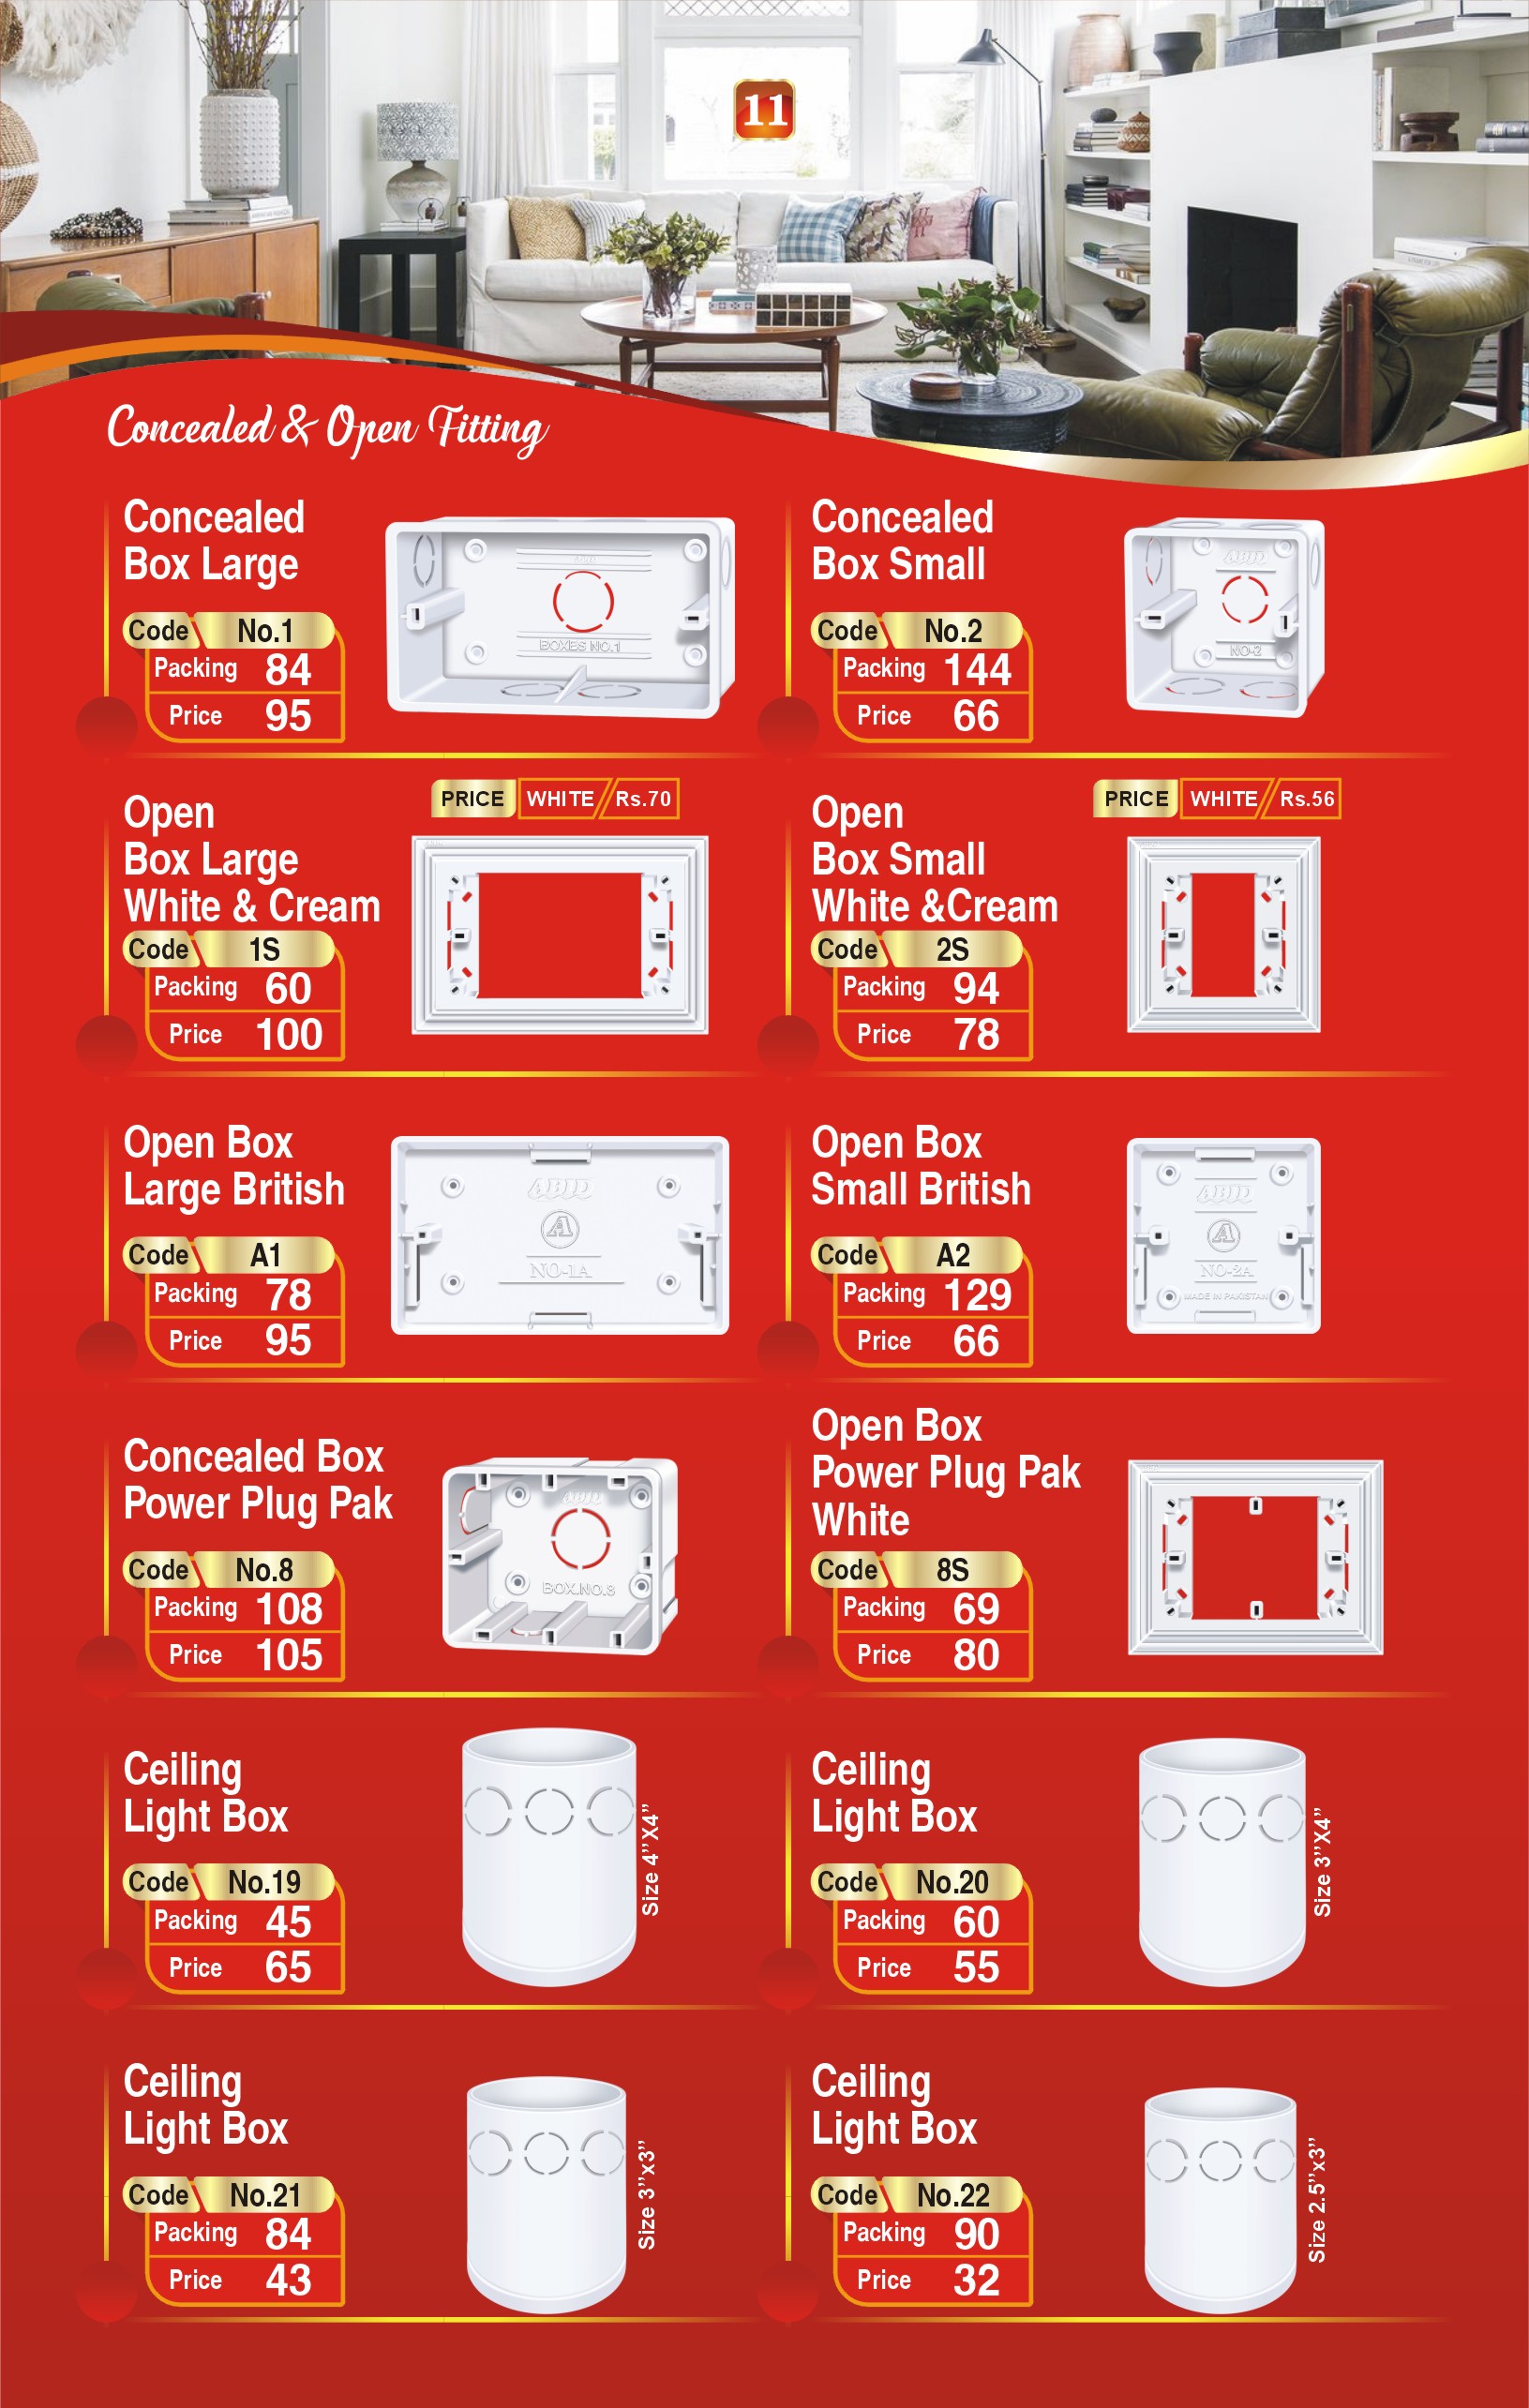 11
Concealed & Open Fitting
Concealed
Box Large
Code No.1
Packing 84
Price 95
BOXES NO.1
Concealed
Box Small
Code No.2
Packing 144
Price 66
ABID
NO-2
Open
Box Large
White & Cream
Code 1S
Packing 60
Price 100
PRICE WHITE Rs.70
Open
Box Small
White &Cream
Code 2S
Packing 94
Price 78
PRICE WHITE Rs.56
Open Box
Large British
Code A1
Packing 78
Price 95
ABID
A
NO-1A
Open Box
Small British
Code A2
Packing 129
Price 66
ABID
A
NO-2A
MADE IN PAKISTAN
Concealed Box
Power Plug Pak
Code No.8
Packing 108
Price 105
ABID
BOX.NO.8
Open Box
Power Plug Pak
White
Code 8S
Packing 69
Price 80
Ceiling
Light Box
Code No.19
Packing 45
Price 65
Size 4”X4”
Ceiling
Light Box
Code No.20
Packing 60
Price 55
Size 3”X4”
Ceiling
Light Box
Code No.21
Packing 84
Price 43
Size 3”x3”
Ceiling
Light Box
Code No.22
Packing 90
Price 32
Size 2.5”x3”